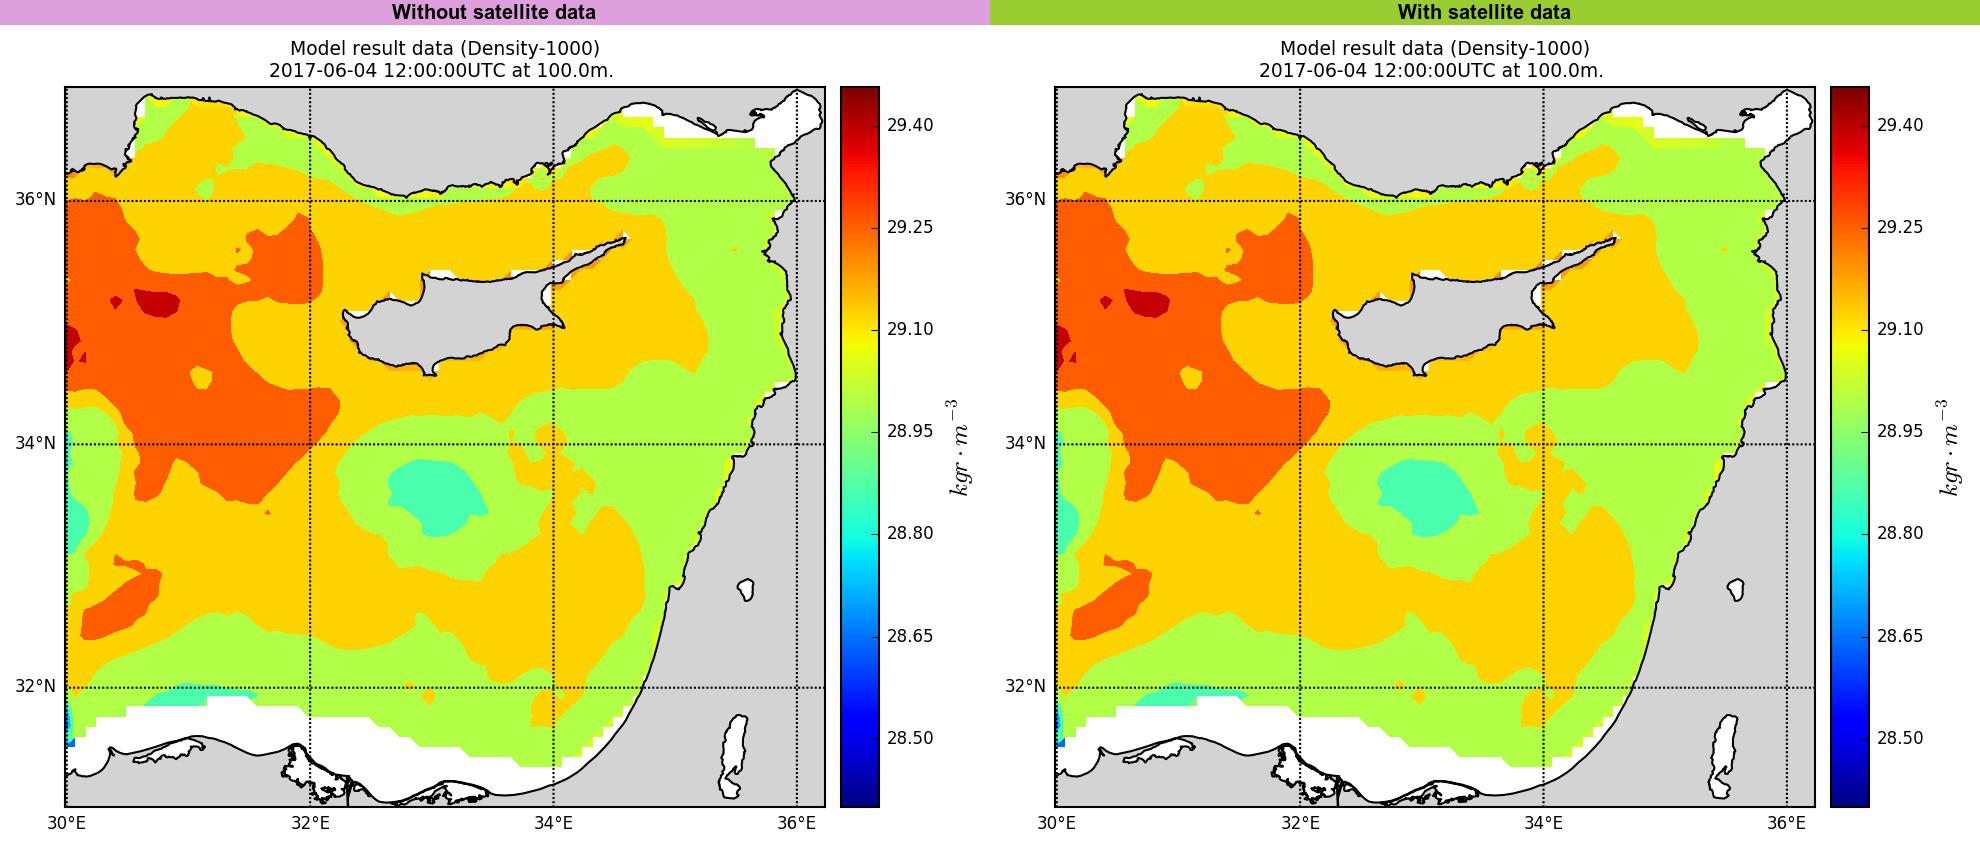 Without satellite data
Model result data (Density-1000)
2017-06-04 12:00:00UTC at 100.0m.
36°N
34°N
32°N
30°E 32°E 34°E 36°E
29.40
29.25
29.10
28.95
28.80
28.65
28.50
kgr · m⁻³
With satellite data
Model result data (Density-1000)
2017-06-04 12:00:00UTC at 100.0m.
36°N
34°N
32°N
30°E 32°E 34°E 36°E
29.40
29.25
29.10
28.95
28.80
28.65
28.50
kgr · m⁻³